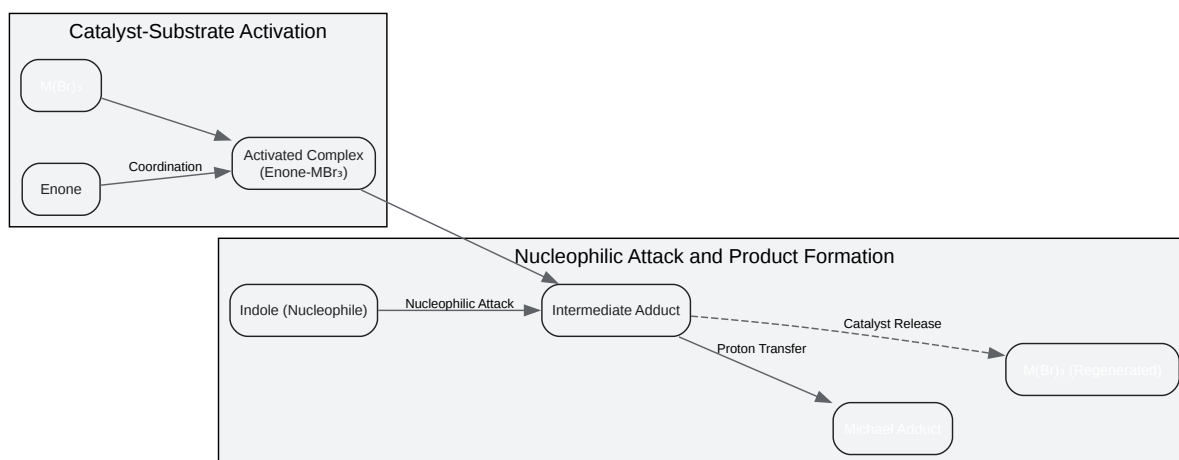 Catalyst-Substrate Activation
M(Br)₃
Enone
Coordination
Activated Complex
(Enone-MBr₃)
Nucleophilic Attack and Product Formation
Indole (Nucleophile)
Nucleophilic Attack
Intermediate Adduct
Catalyst Release
Proton Transfer
M(Br)₃ (Regenerated)
Michael Adduct